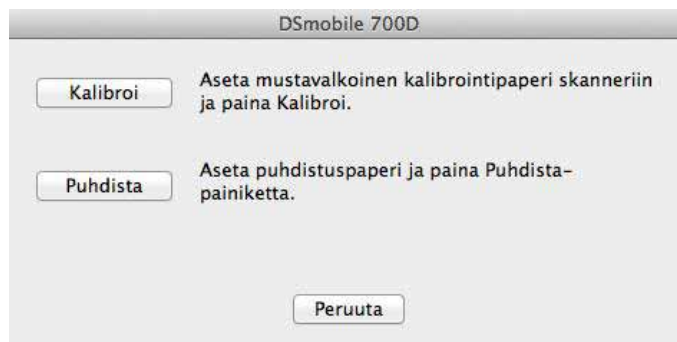 DSmobile 700D
Kalibroi
Aseta mustavalkoinen kalibrointipaperi skanneriin
ja paina Kalibroi.
Puhdista
Aseta puhdistuspaperi ja paina Puhdista-
painiketta.
Peruuta